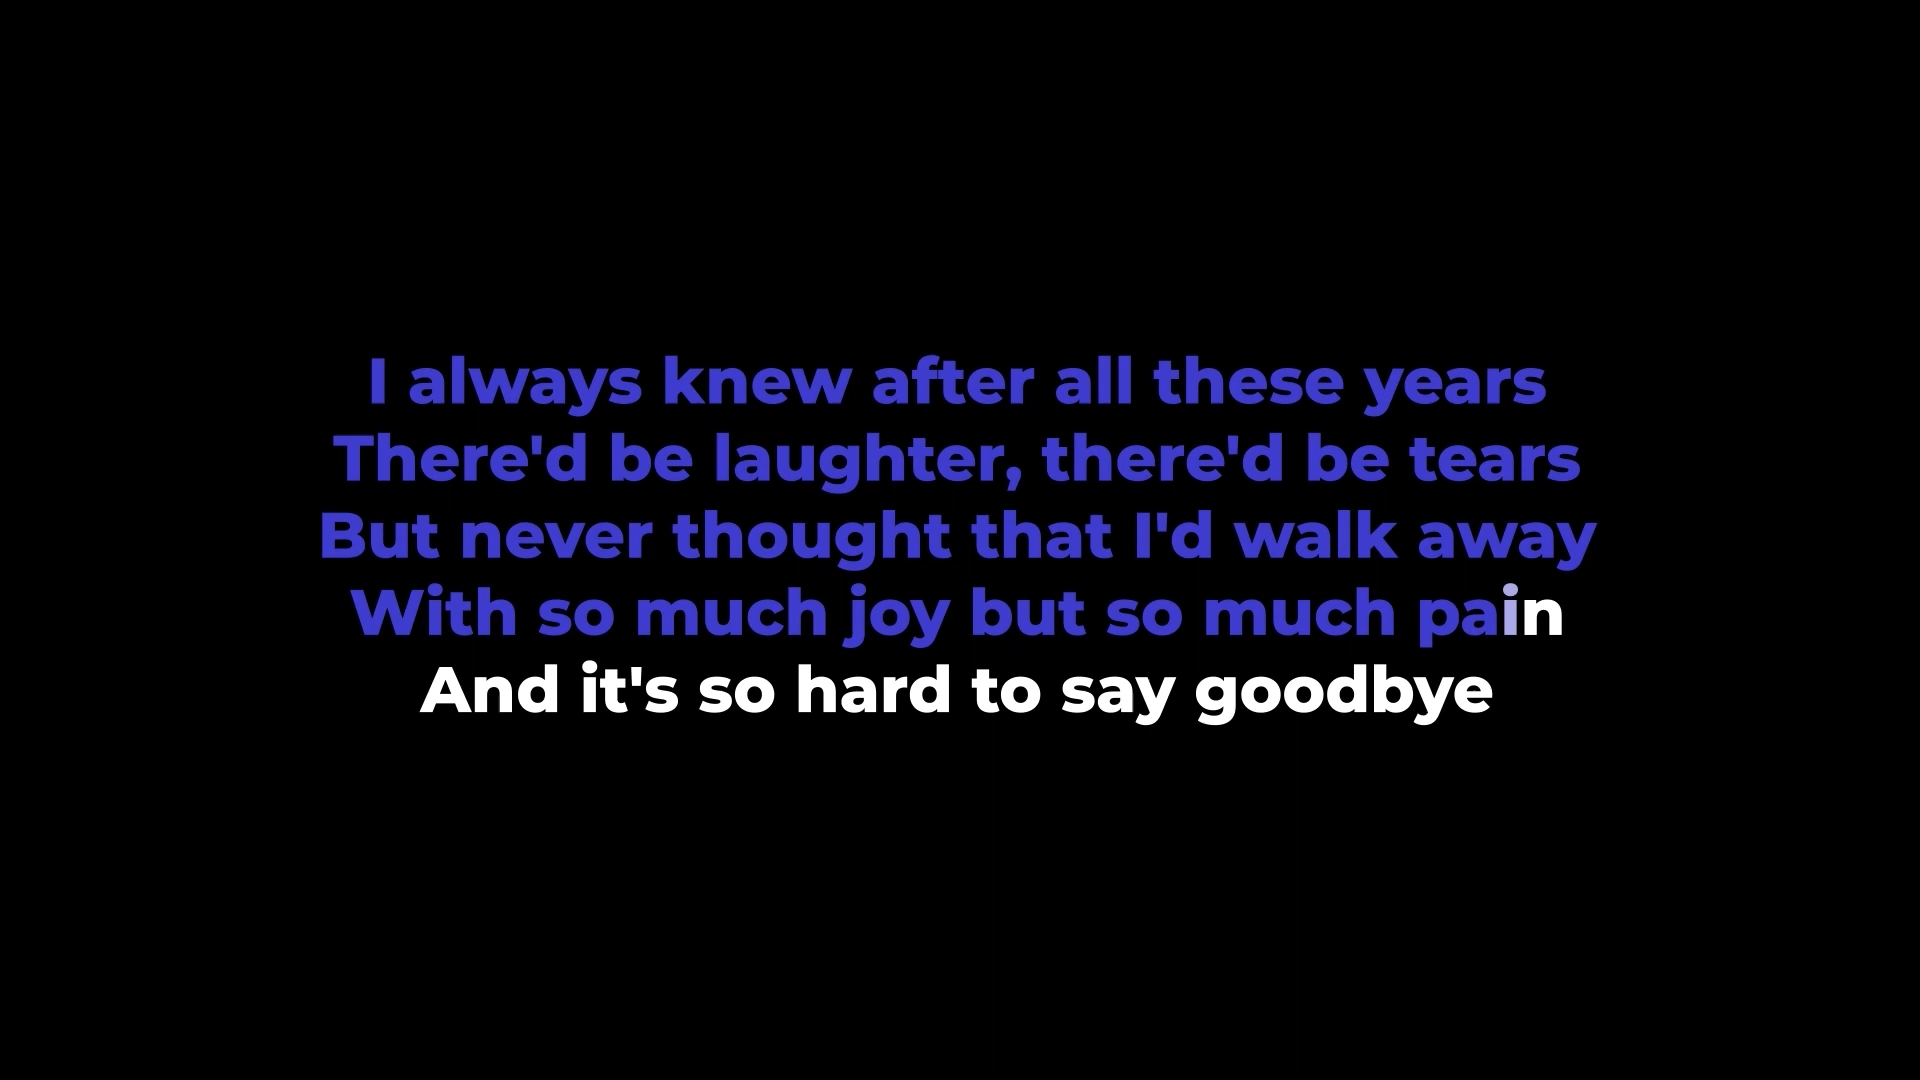 I always knew after all these years
There'd be laughter, there'd be tears
But never thought that I'd walk away
With so much joy but so much pain
And it's so hard to say goodbye